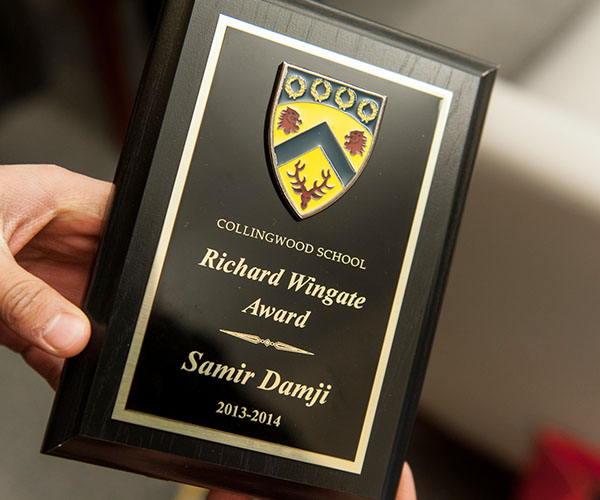 COLLINGWOOD SCHOOL
Richard Wingate
Award
Samir Damji
2013-2014